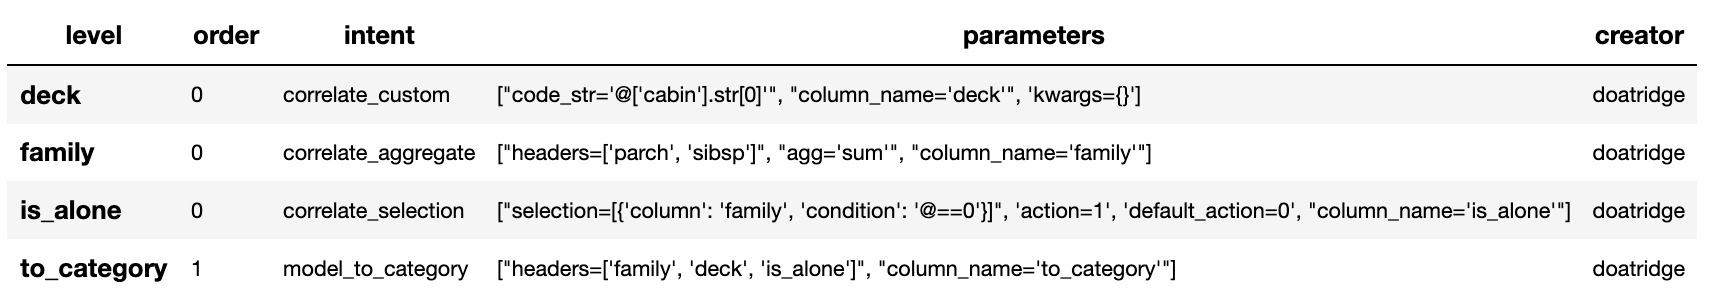 level order intent parameters creator
deck 0 correlate_custom ["code_str='@['cabin'].str[0]'", "column_name='deck'", 'kwargs={}'] doatridge
family 0 correlate_aggregate ["headers=['parch', 'sibsp']", "agg='sum'", "column_name='family'"] doatridge
is_alone 0 correlate_selection ["selection=[{'column': 'family', 'condition': '@==0'}]", 'action=1', 'default_action=0', "column_name='is_alone'"] doatridge
to_category 1 model_to_category ["headers=['family', 'deck', 'is_alone']", "column_name='to_category'"] doatridge